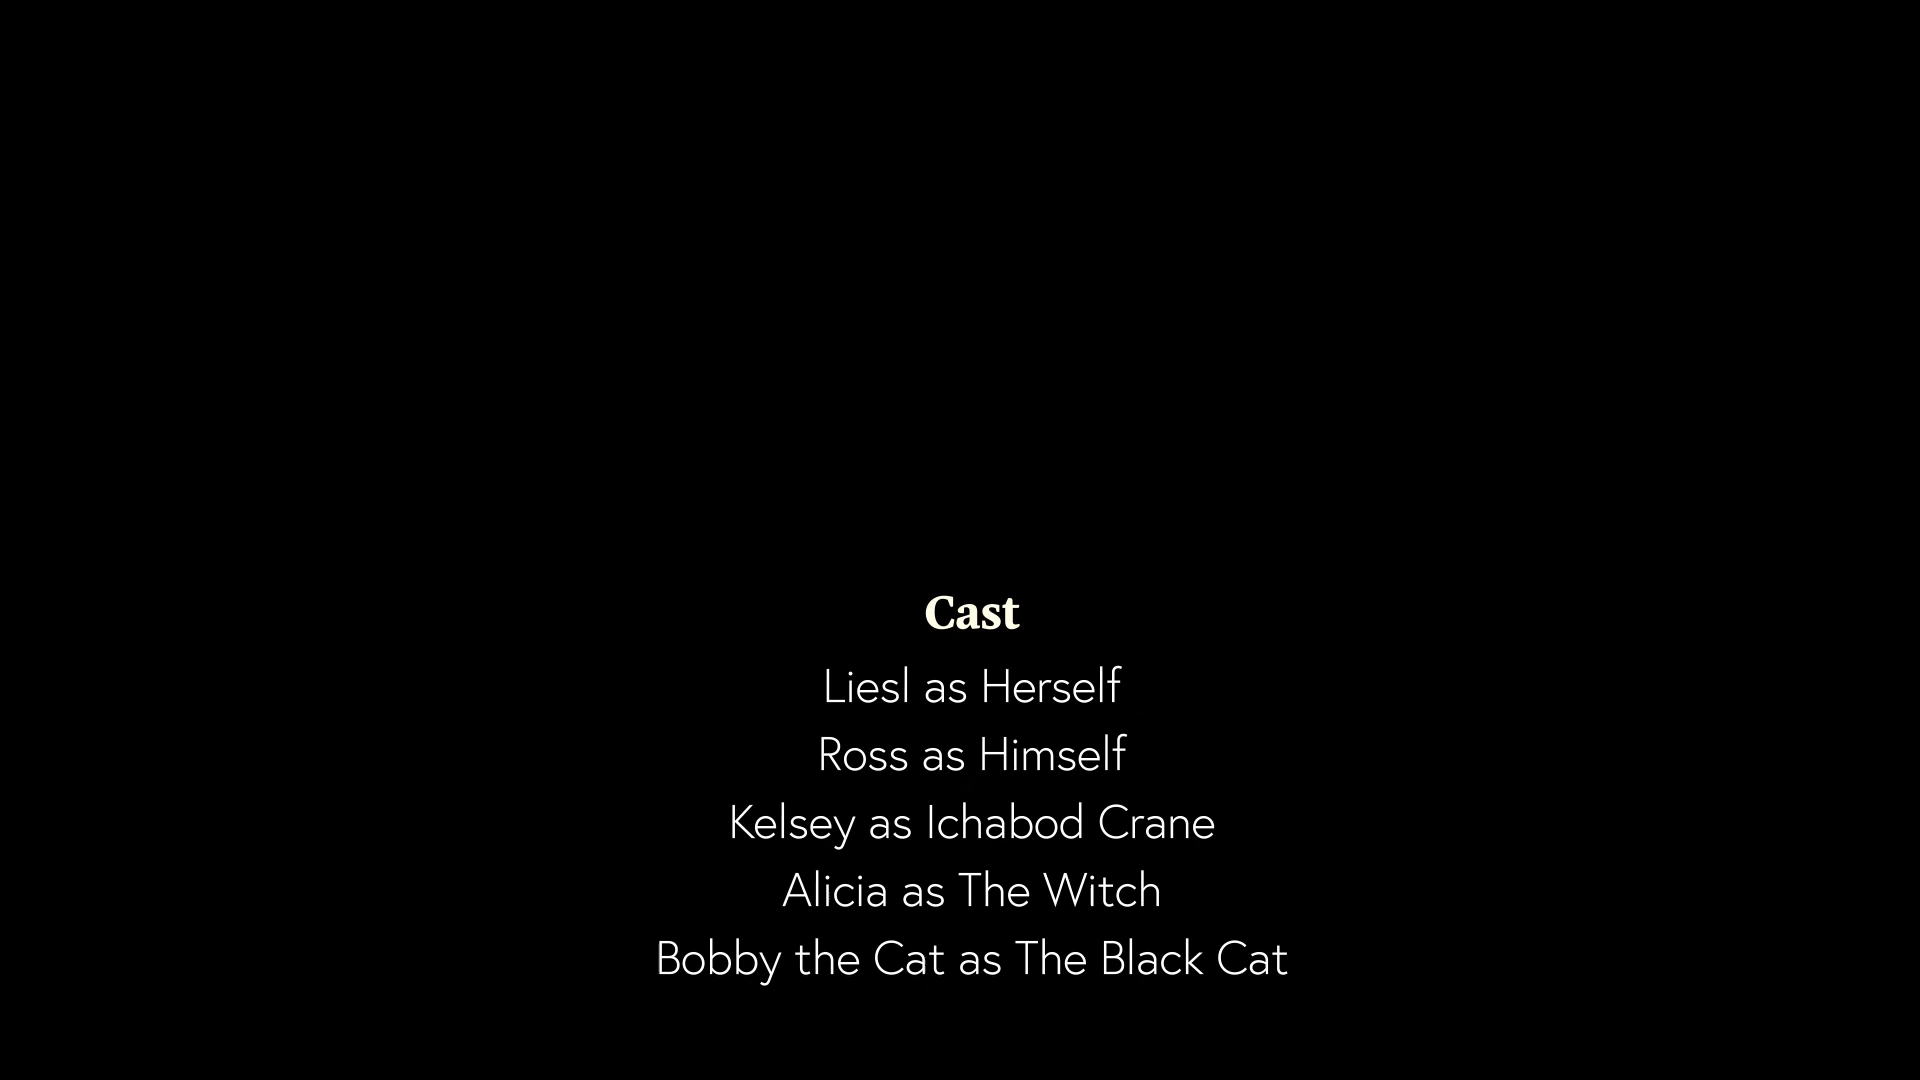 Cast
Liesl as Herself
Ross as Himself
Kelsey as Ichabod Crane
Alicia as The Witch
Bobby the Cat as The Black Cat